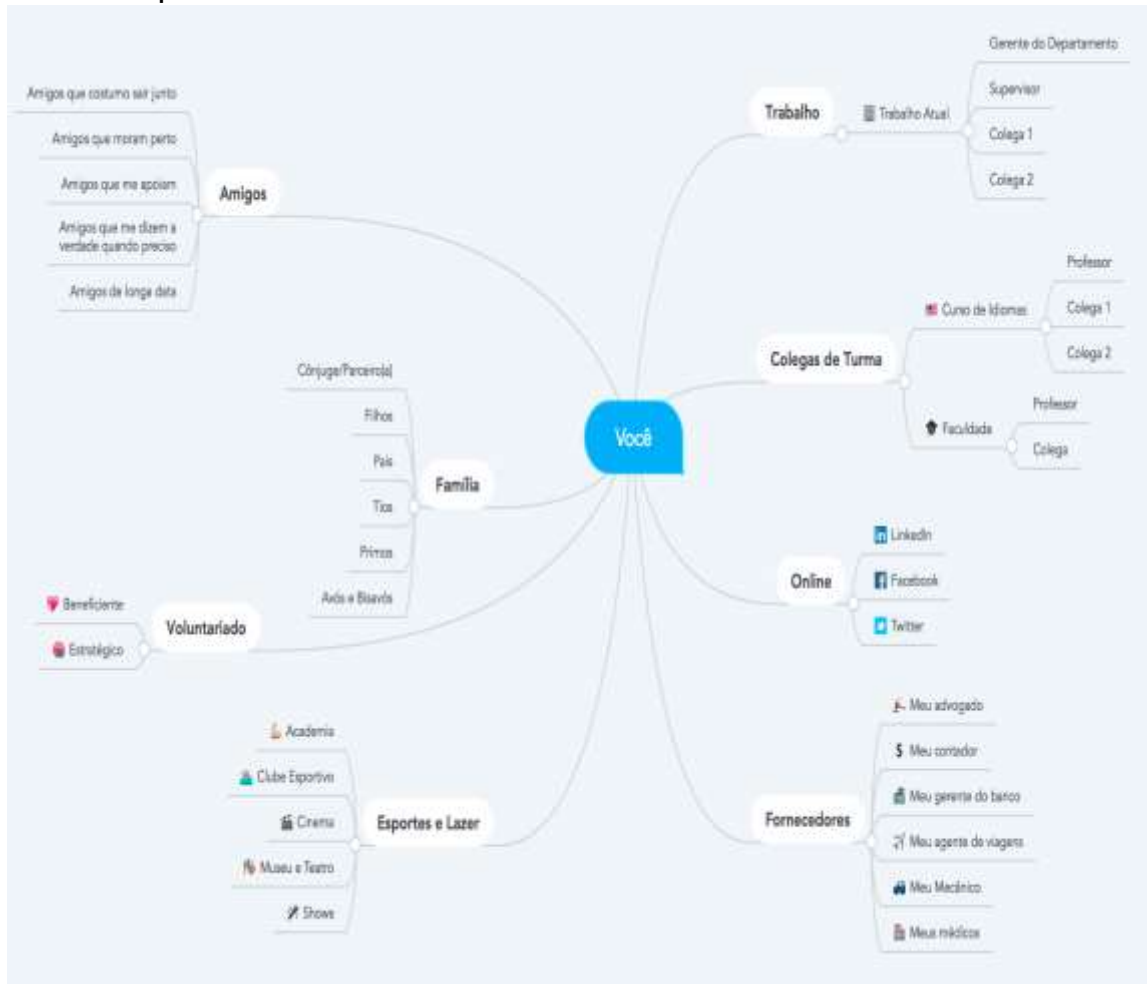 Amigos
Amigos que costumo sair junto
Amigos que moram perto
Amigos que me apoiam
Amigos que me dizem a
verdade quando preciso
Amigos de longa data
Família
Cônjuge/Parceiro(a)
Filhos
Pais
Tios
Primos
Avós e Bisavós
Voluntariado
Beneficiente
Estratégico
Esportes e Lazer
Academia
Clube Esportivo
Cinema
Museu e Teatro
Shows
Você
Trabalho
Trabalho Atual
Gerente do Departamento
Supervisor
Colega 1
Colega 2
Colegas de Turma
Curso de Idiomas
Professor
Colega 1
Colega 2
Faculdade
Professor
Colega
Online
LinkedIn
Facebook
Twitter
Fornecedores
Meu advogado
$ Meu contador
Meu gerente do banco
Meu agente de viagens
Meu Mecânico
Meus médicos